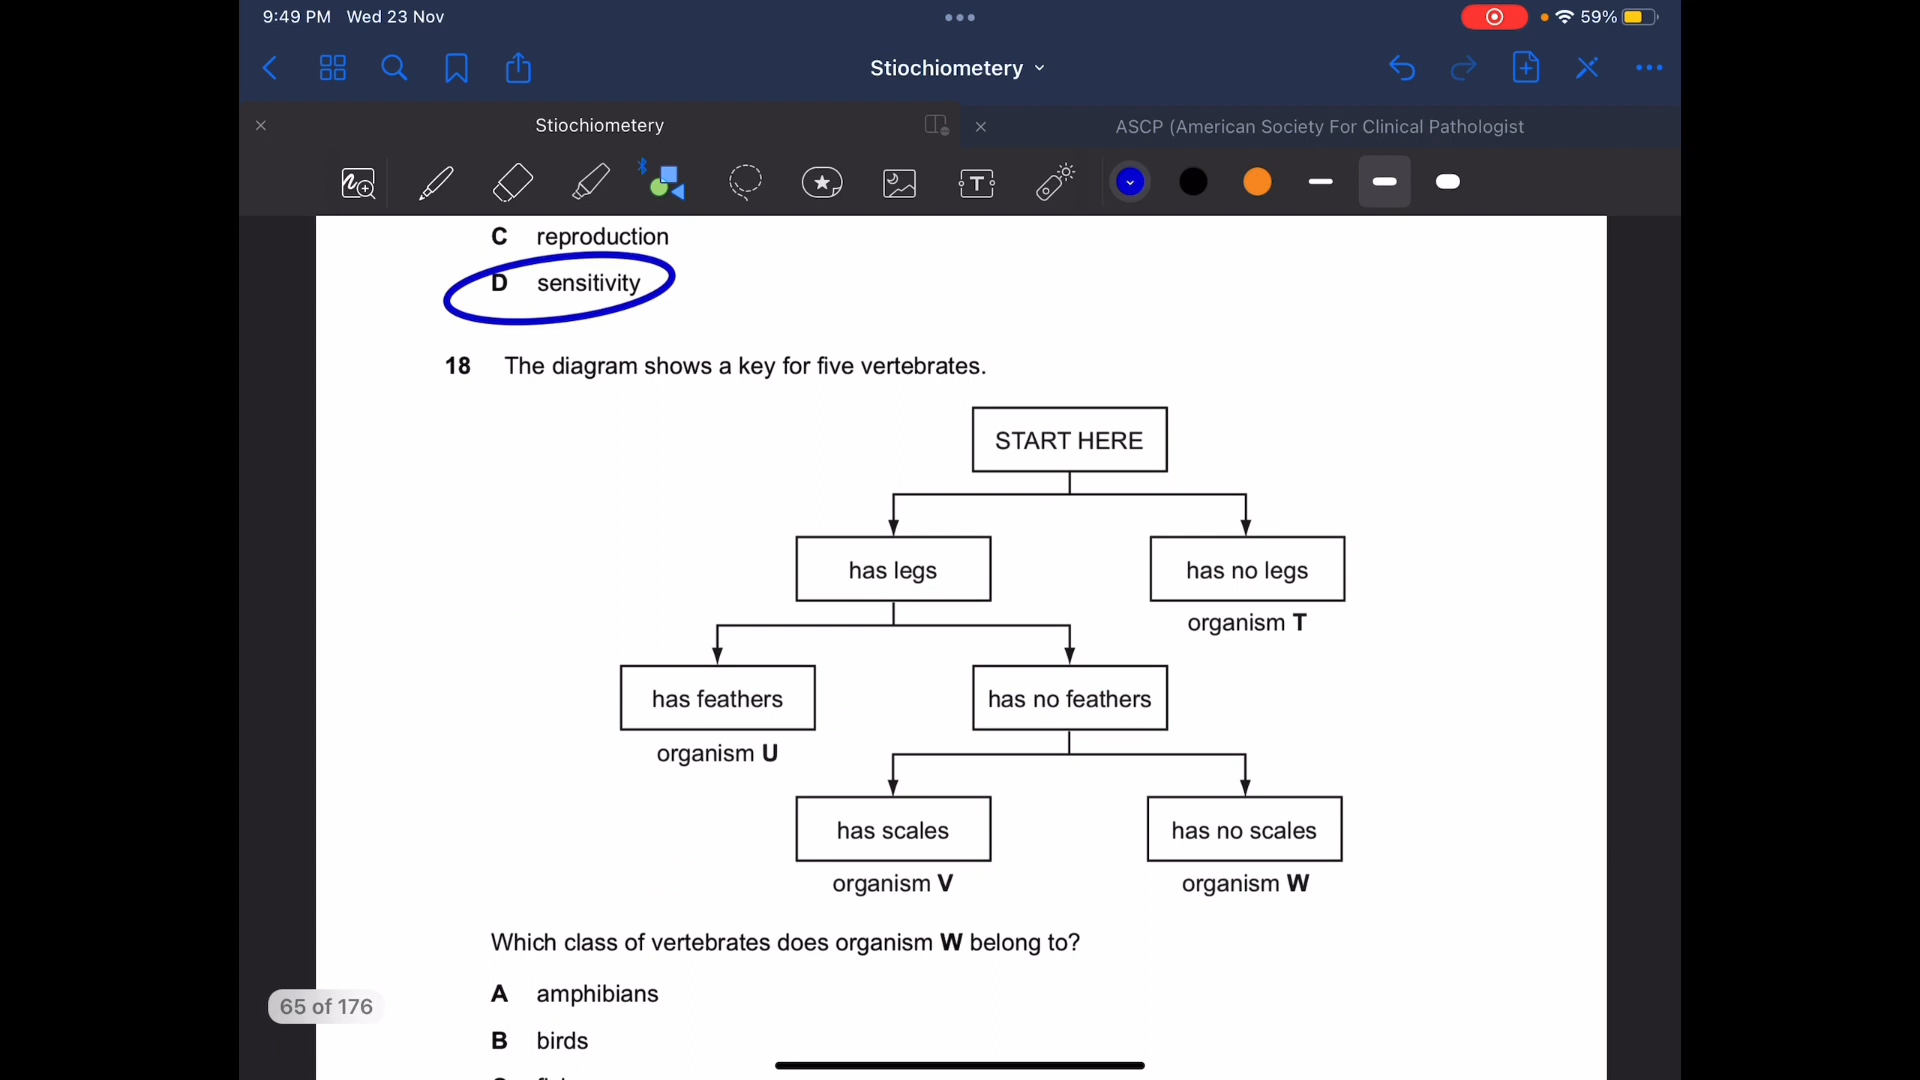 9:49 PM Wed 23 Nov
59%
Stiochiometery
Stiochiometery
ASCP (American Society For Clinical Pathologist
C reproduction
D sensitivity
18 The diagram shows a key for five vertebrates.
START HERE
has legs
has no legs
organism T
has feathers
has no feathers
organism U
has scales
has no scales
organism V
organism W
Which class of vertebrates does organism W belong to?
A amphibians
65 of 176
B birds